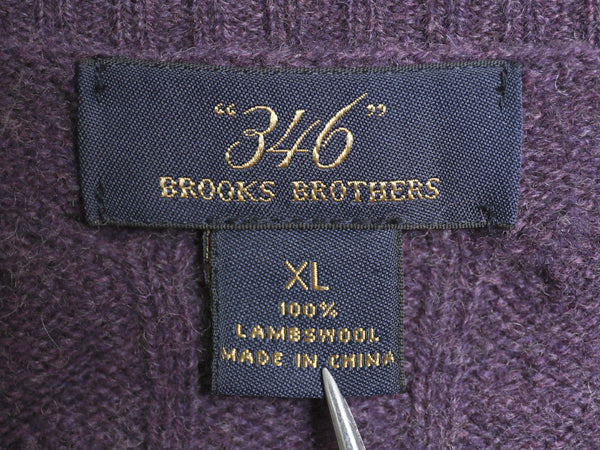 "346"
BROOKS BROTHERS
XL
100%
LAMBSWOOL
MADE IN CHINA